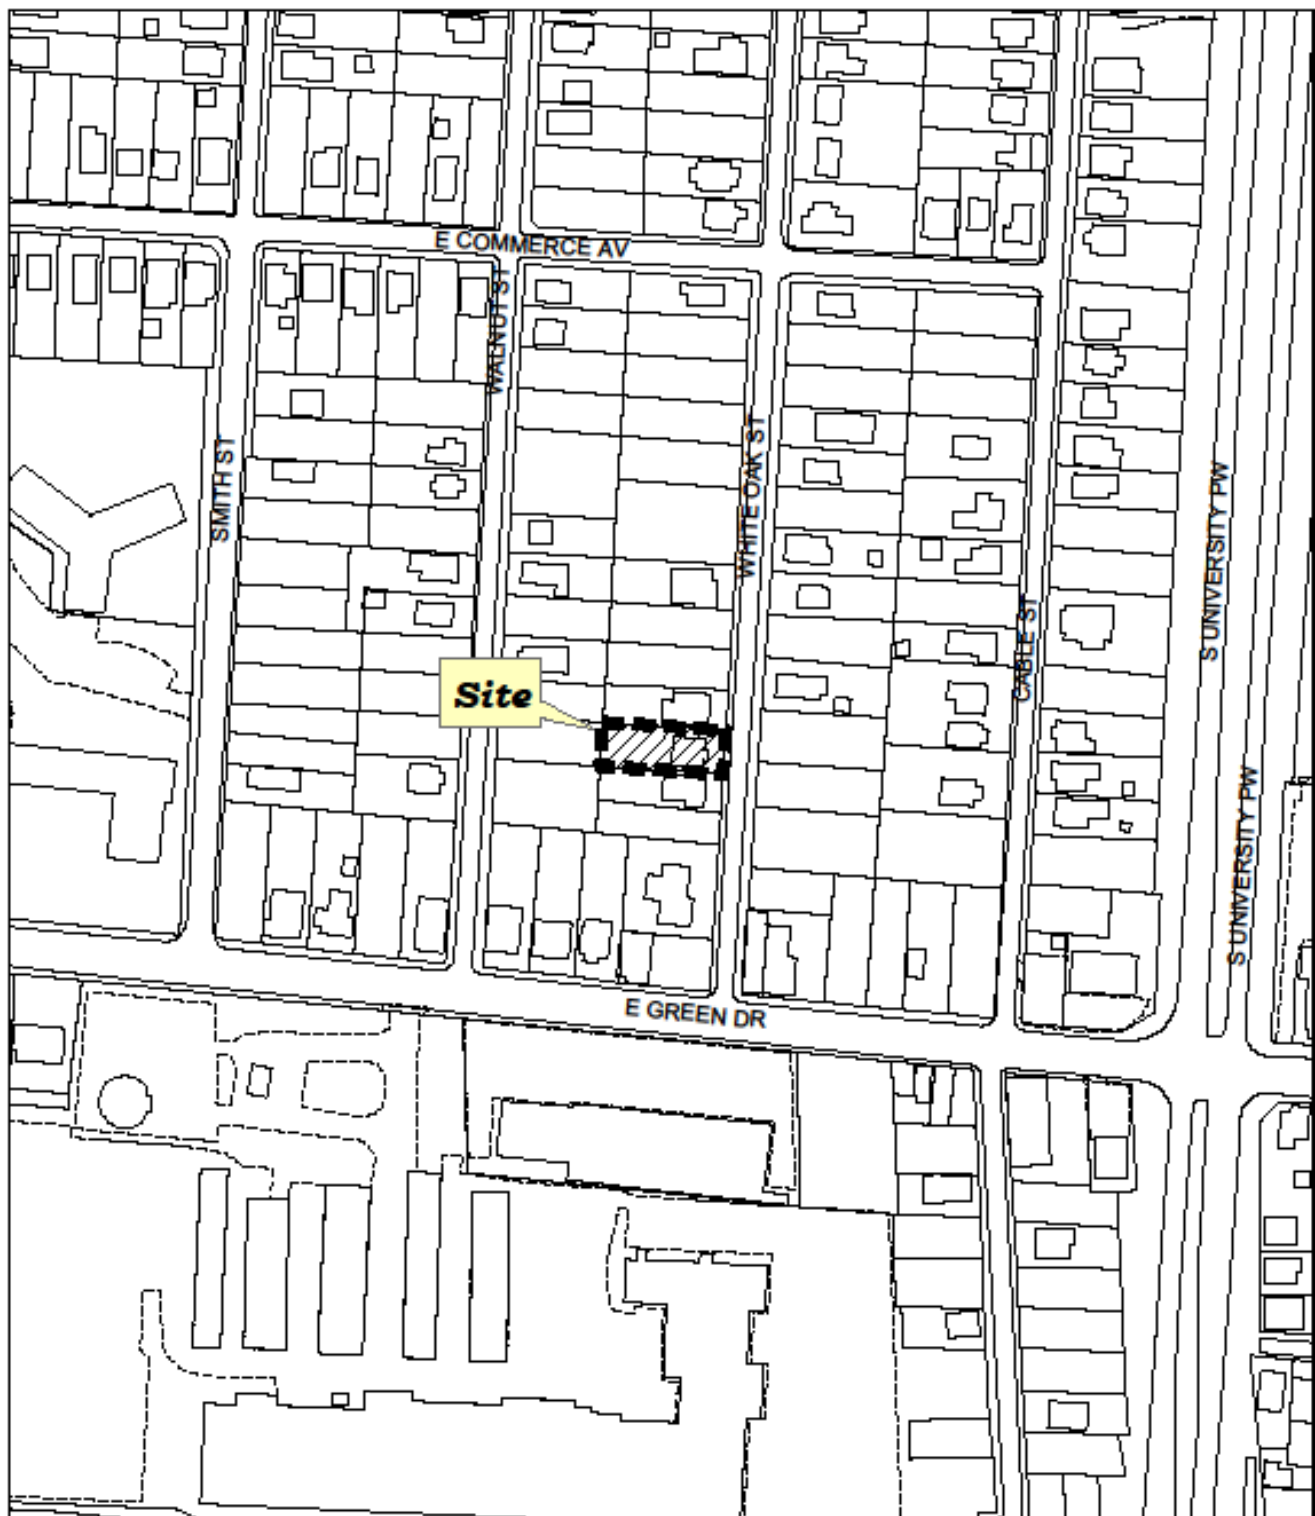 E COMMERCE AV
WALNUT ST
WHITE OAK ST
SMITH ST
S UNIVERSITY PW
CABLE ST
Site
S UNIVERSITY PW
E GREEN DR